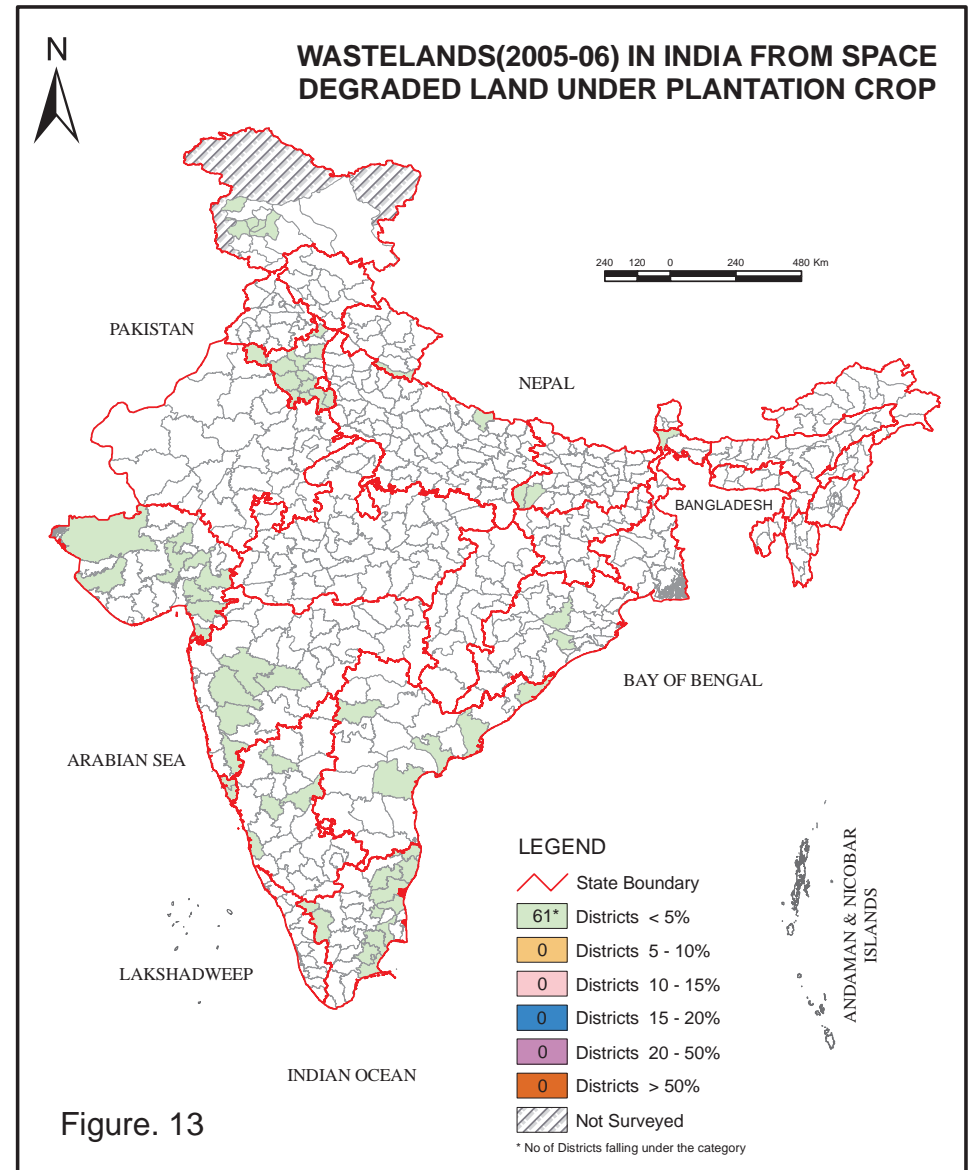 N
WASTELANDS(2005-06) IN INDIA FROM SPACE
DEGRADED LAND UNDER PLANTATION CROP
240 120 0 240 480 Km
PAKISTAN
NEPAL
BANGLADESH
BAY OF BENGAL
ARABIAN SEA
LAKSHADWEEP
INDIAN OCEAN
ANDAMAN & NICOBAR
ISLANDS
LEGEND
State Boundary
61* Districts < 5%
0 Districts 5 - 10%
0 Districts 10 - 15%
0 Districts 15 - 20%
0 Districts 20 - 50%
0 Districts > 50%
Not Surveyed
* No of Districts falling under the category
Figure. 13